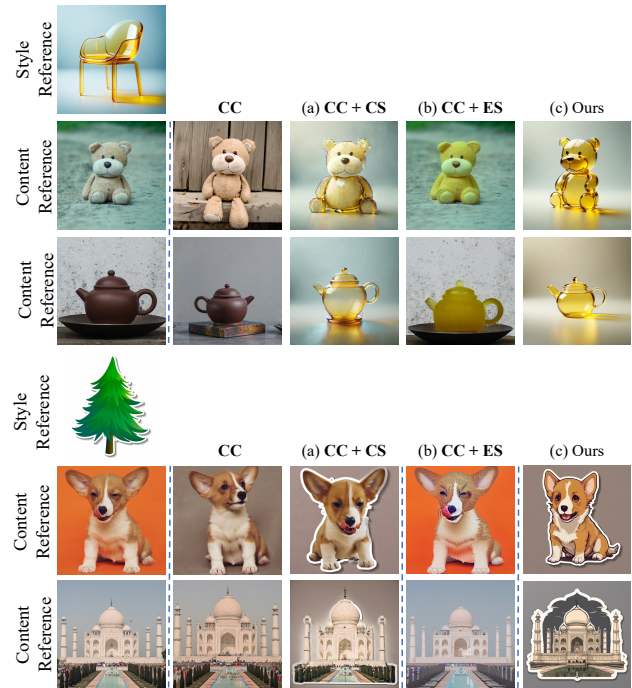 Style
Reference
CC
(a) CC + CS
(b) CC + ES
(c) Ours
Content
Reference
Content
Reference
Style
Reference
CC
(a) CC + CS
(b) CC + ES
(c) Ours
Content
Reference
Content
Reference